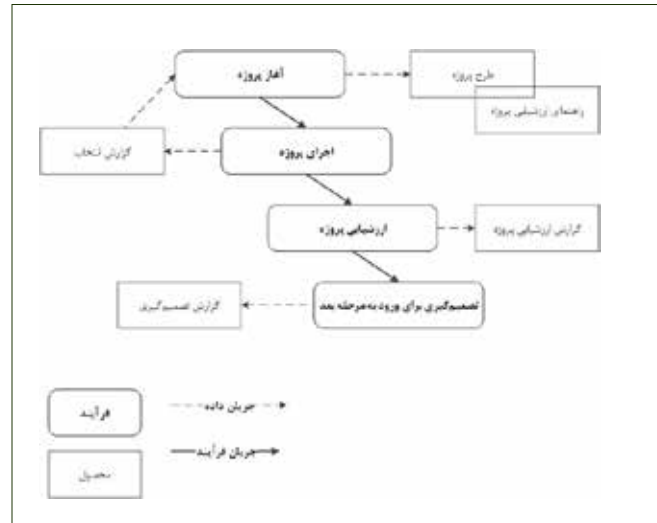 آغاز پروژه
طرح پروژه
راهنمای ارزشیابی پروژه
اجرای پروژه
گزارش انتخاب
ارزشیابی پروژه
گزارش ارزشیابی پروژه
تصمیم‌گیری برای ورود به مرحله بعد
گزارش تصمیم‌گیری
فرآیند
جریان داده
جریان فرآیند
محصول